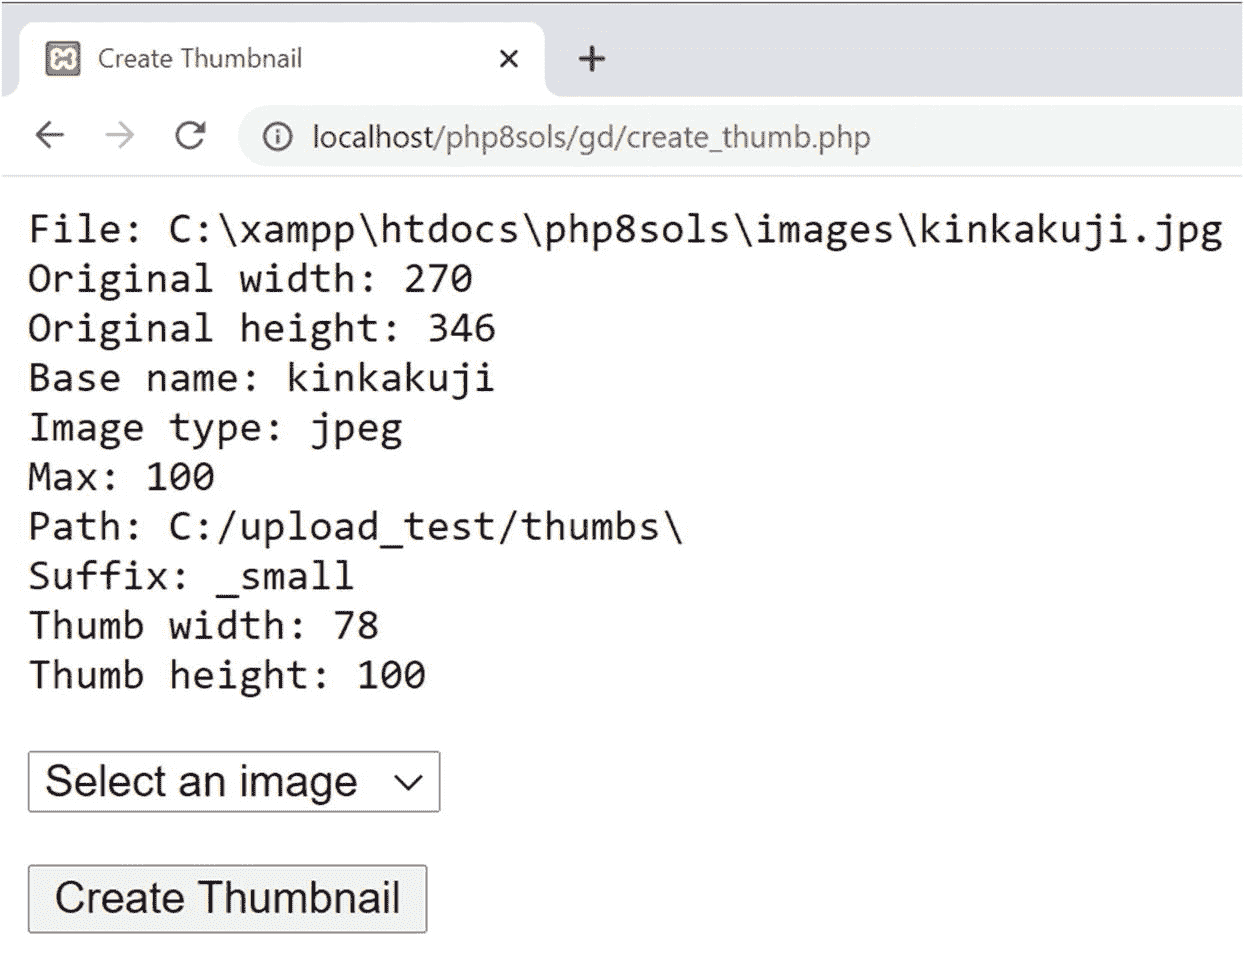 Create Thumbnail
localhost/php8sols/gd/create_thumb.php
File: C:\xampp\htdocs\php8sols\images\kinkakuji.jpg
Original width: 270
Original height: 346
Base name: kinkakuji
Image type: jpeg
Max: 100
Path: C:/upload_test/thumbs\
Suffix: _small
Thumb width: 78
Thumb height: 100
Select an image
Create Thumbnail